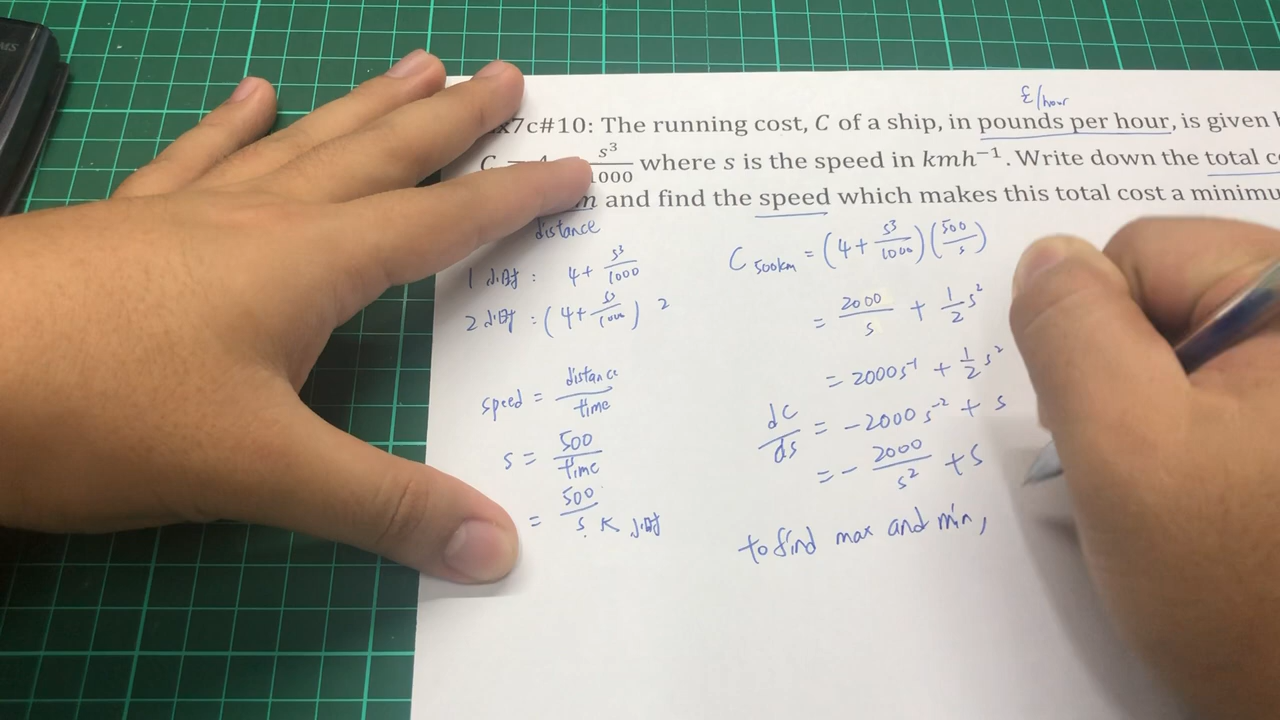 x7c#10: The running cost, C of a ship, in pounds per hour, is given
£/hour
s³/1000 where s is the speed in kmh⁻¹. Write down the total
m and find the speed which makes this total cost a
distance
1小时: 4+s³/1000
2小时:(4+s³/1000)2
speed = distance/time
s = 500/time
= 500/s K 小时
C 500km = (4+s³/1000)(500/s)
= 2000/s + 1/2 s²
= 2000s⁻¹ + 1/2 s²
dC/ds = -2000 s⁻² + s
= - 2000/s² + s
to find max and min,